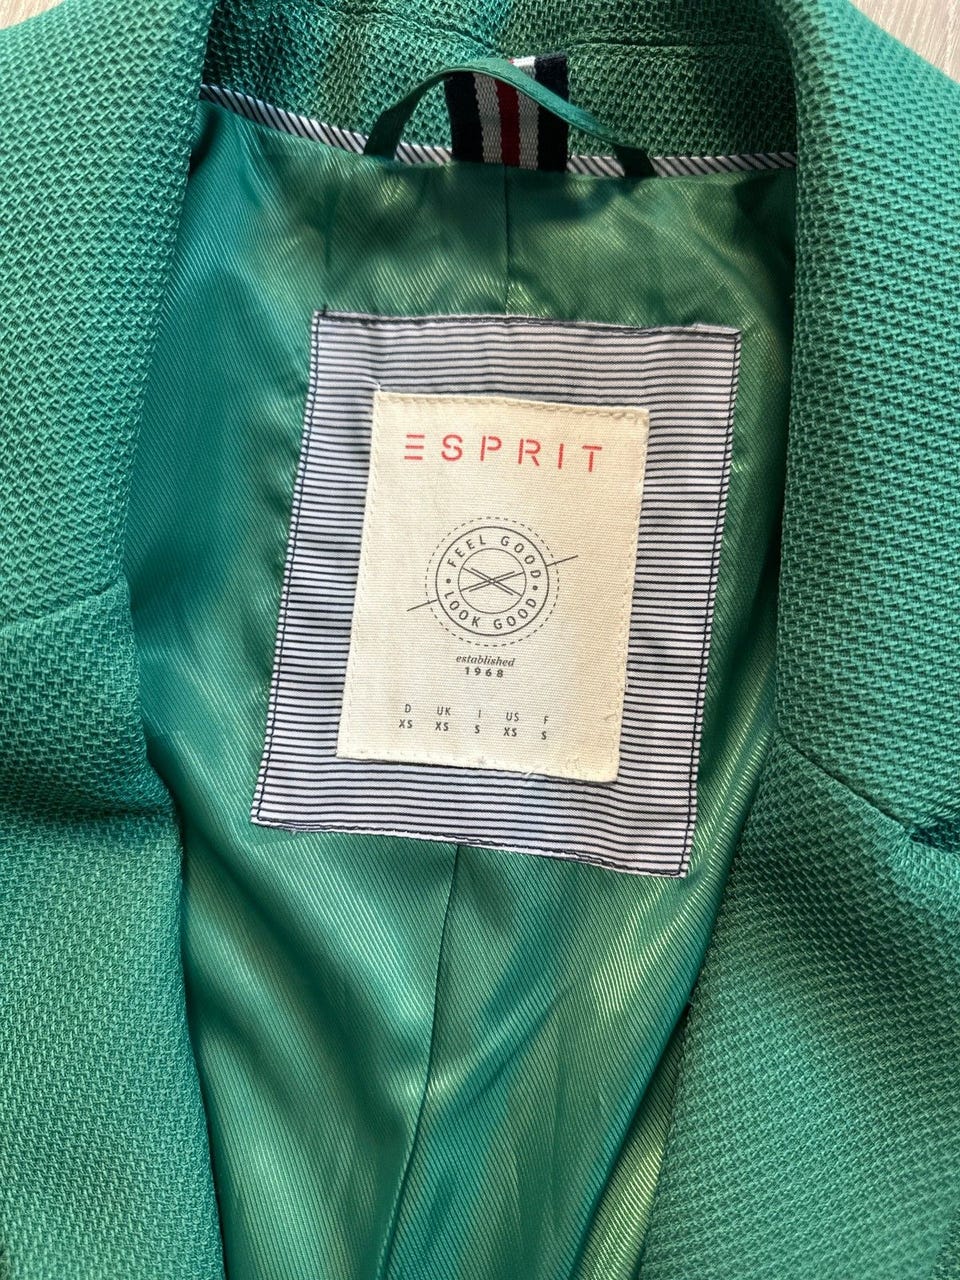 ESPRIT
FEEL GOOD
LOOK GOOD
established
1968
D UK I US F
XS XS S XS S